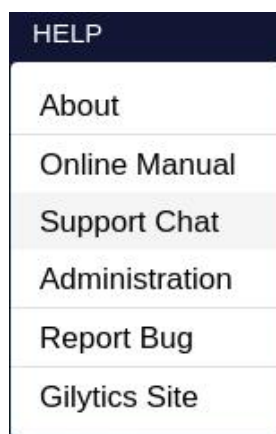 HELP
About
Online Manual
Support Chat
Administration
Report Bug
Gilytics Site